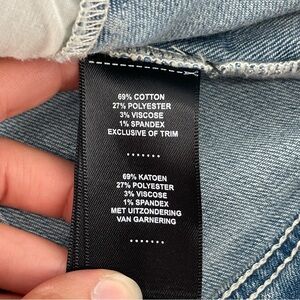 69% COTTON
27% POLYESTER
3% VISCOSE
1% SPANDEX
EXCLUSIVE OF TRIM
.......
69% KATOEN
27% POLYESTER
3% VISCOSE
1% SPANDEX
MET UITZONDERING
VAN GARNERING
.......